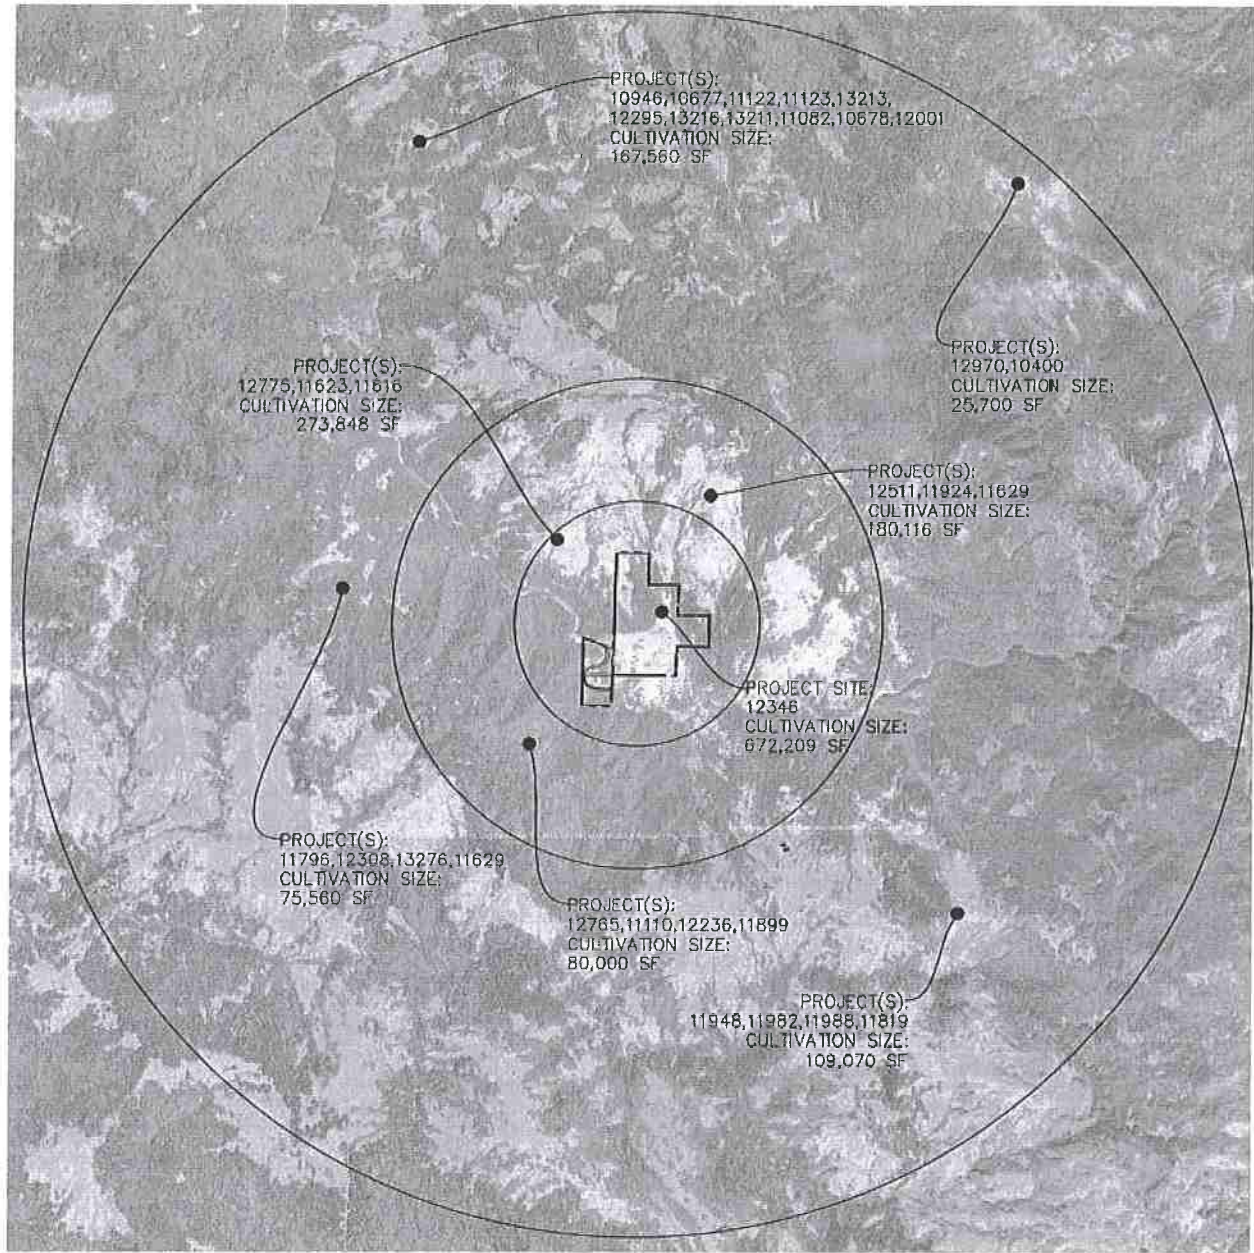 PROJECT(S):
10946,10677,11122,11123,13213,
12295,13216,13211,11082,10678,12001
CULTIVATION SIZE:
167,560 SF
PROJECT(S):
12970,10400
CULTIVATION SIZE:
25,700 SF
PROJECT(S):
12775,11623,11616
CULTIVATION SIZE:
273,848 SF
PROJECT(S):
12511,11924,11629
CULTIVATION SIZE:
180,116 SF
PROJECT SITE:
12346
CULTIVATION SIZE:
672,209 SF
PROJECT(S):
11796,12308,13276,11629
CULTIVATION SIZE:
75,560 SF
PROJECT(S):
12765,11110,12236,11899
CULTIVATION SIZE:
80,000 SF
PROJECT(S):
11948,11982,11988,11819
CULTIVATION SIZE:
109,070 SF